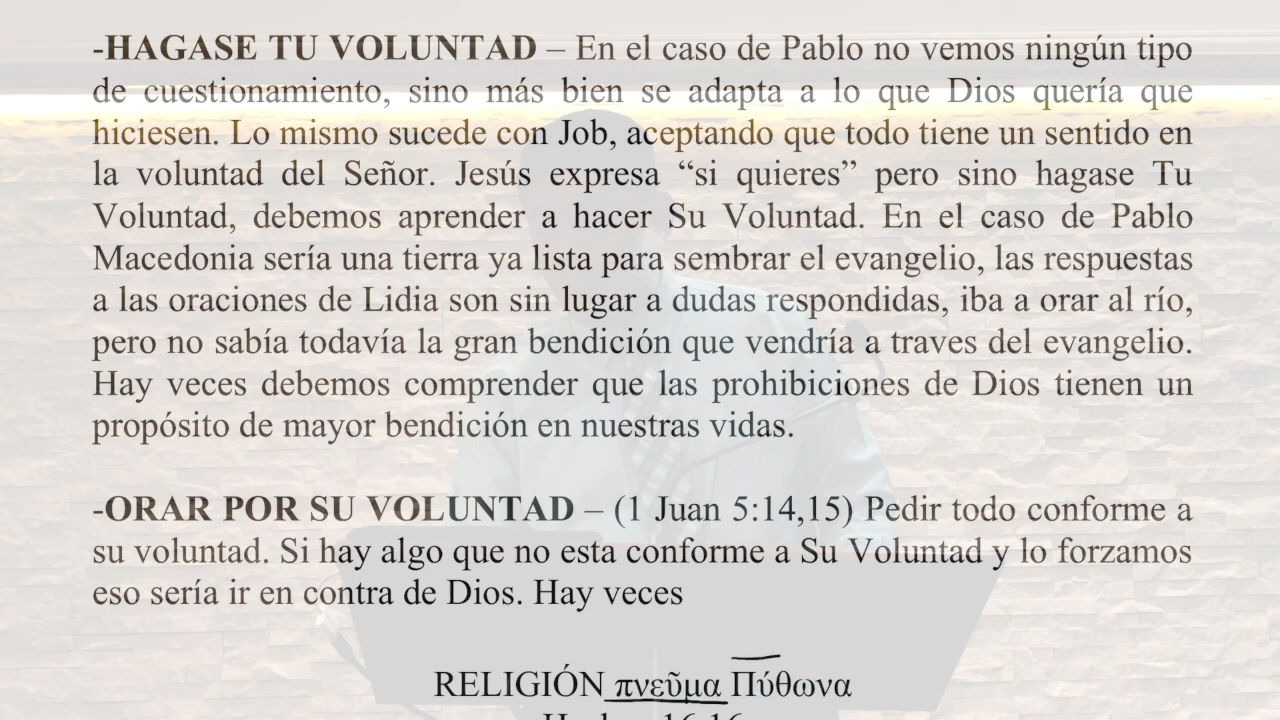 -HAGASE TU VOLUNTAD – En el caso de Pablo no vemos ningún tipo
de cuestionamiento, sino más bien se adapta a lo que Dios quería que
hiciesen. Lo mismo sucede con Job, aceptando que todo tiene un sentido en
la voluntad del Señor. Jesús expresa “si quieres” pero sino hagase Tu
Voluntad, debemos aprender a hacer Su Voluntad. En el caso de Pablo
Macedonia sería una tierra ya lista para sembrar el evangelio, las respuestas
a las oraciones de Lidia son sin lugar a dudas respondidas, iba a orar al río,
pero no sabía todavía la gran bendición que vendría a traves del evangelio.
Hay veces debemos comprender que las prohibiciones de Dios tienen un
propósito de mayor bendición en nuestras vidas.
-ORAR POR SU VOLUNTAD – (1 Juan 5:14,15) Pedir todo conforme a
su voluntad. Si hay algo que no esta conforme a Su Voluntad y lo forzamos
eso sería ir en contra de Dios. Hay veces
RELIGIÓN πνεῦμα Πύθωνα